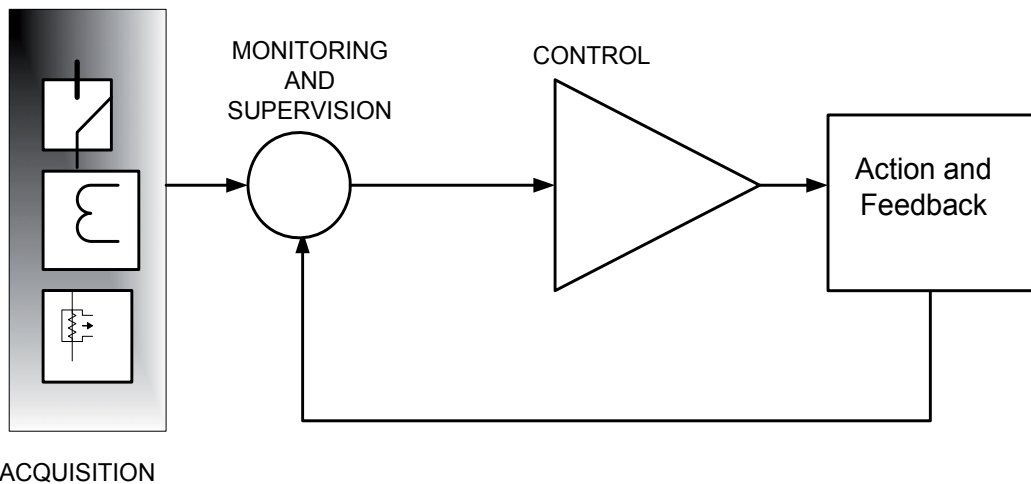 MONITORING
AND
SUPERVISION
CONTROL
Action and
Feedback
ACQUISITION